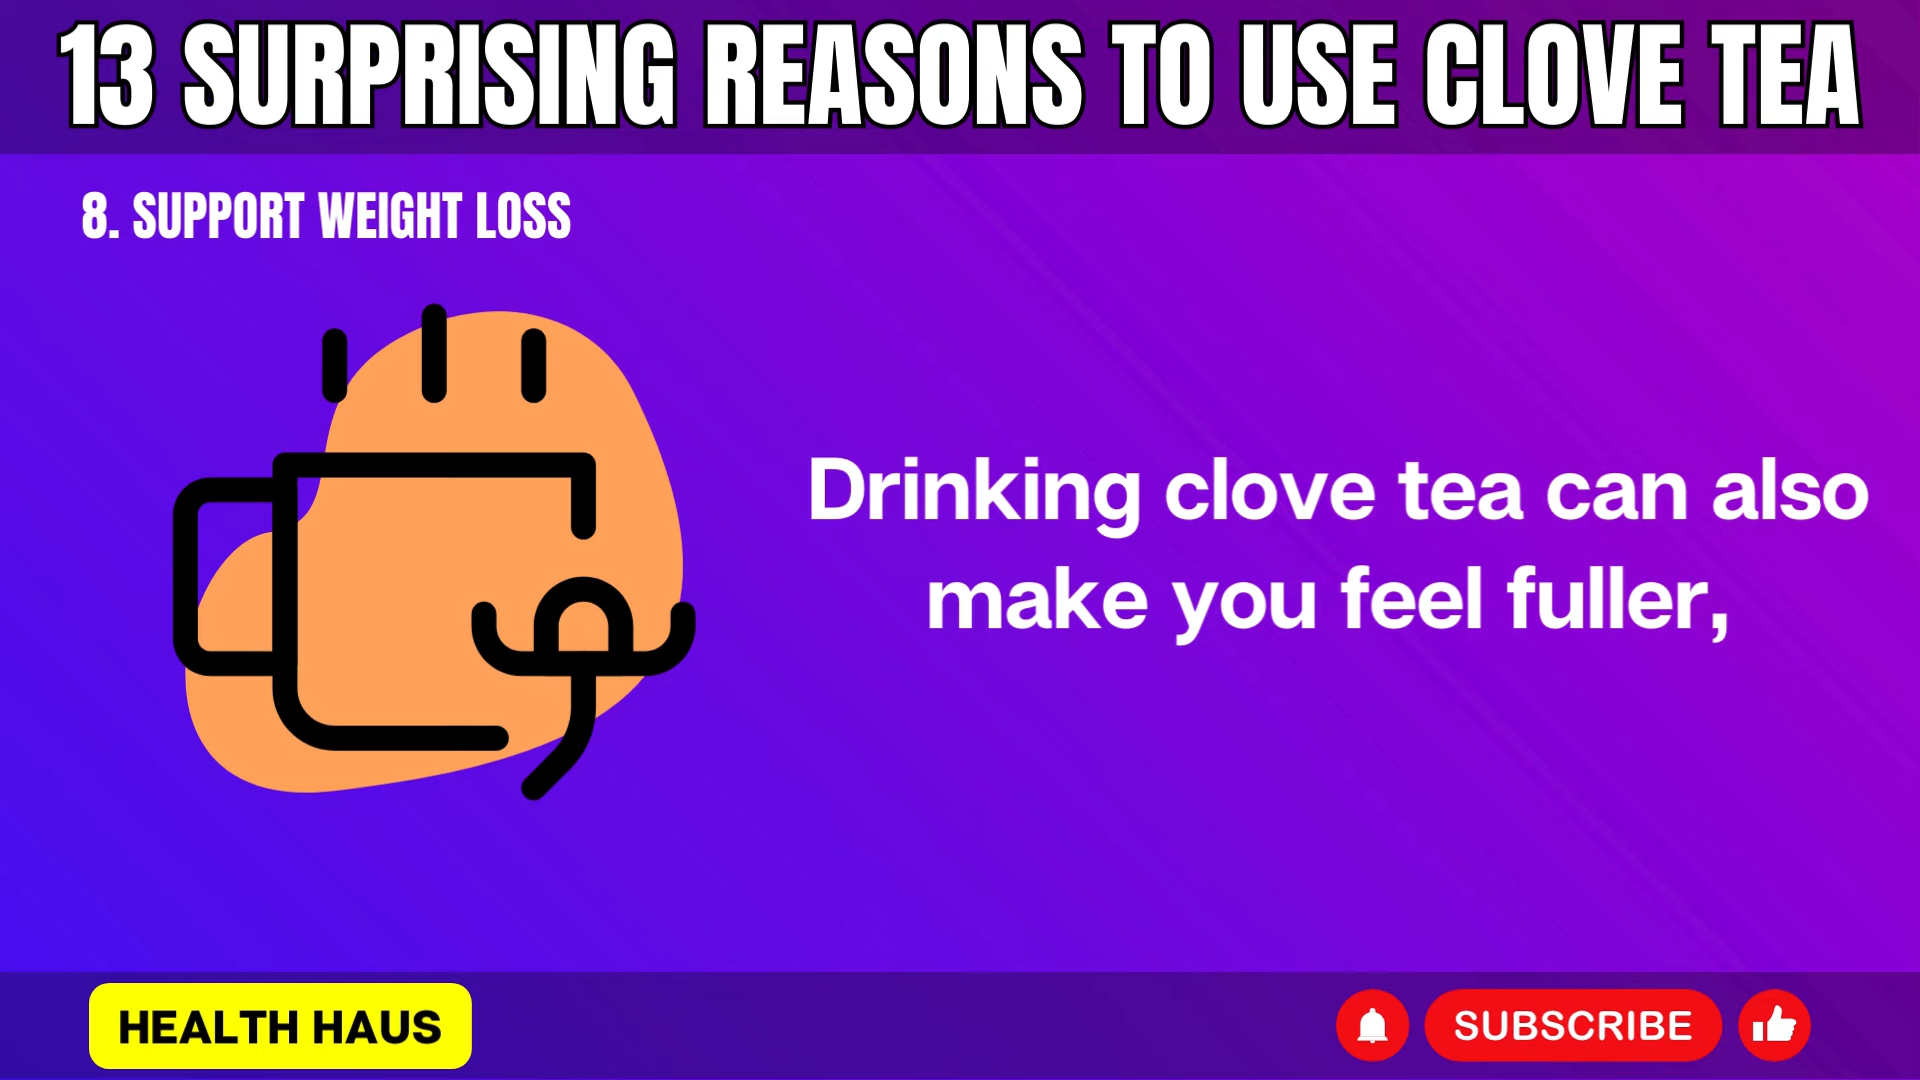 13 SURPRISING REASONS TO USE CLOVE TEA
8. SUPPORT WEIGHT LOSS
Drinking clove tea can also
make you feel fuller,
HEALTH HAUS
SUBSCRIBE